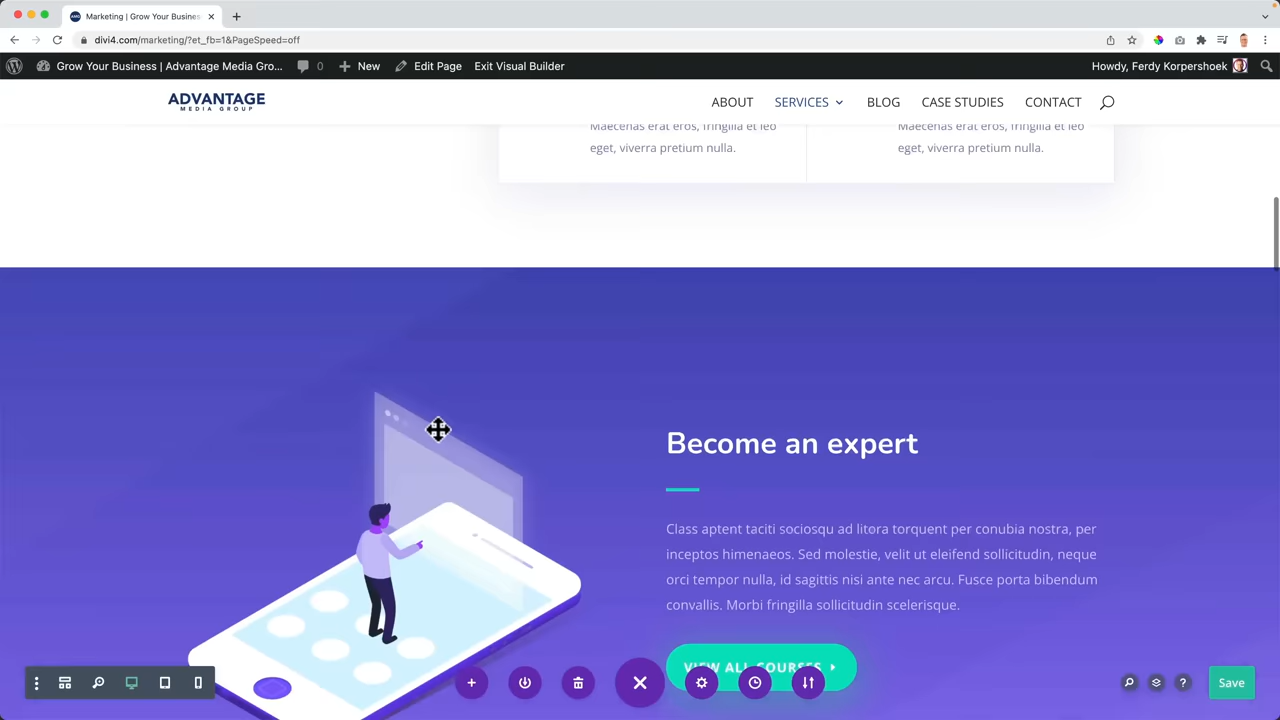 Marketing | Grow Your Busines
divi4.com/marketing/?et_fb=1&PageSpeed=off
Grow Your Business | Advantage Media Gro... 0 New Edit Page Exit Visual Builder Howdy, Ferdy Korpershoek
ADVANTAGE
MEDIA GROUP
ABOUT SERVICES BLOG CASE STUDIES CONTACT
Maecenas erat eros, fringilla et leo
eget, viverra pretium nulla.
Maecenas erat eros, fringilla et leo
eget, viverra pretium nulla.
Become an expert
Class aptent taciti sociosqu ad litora torquent per conubia nostra, per
inceptos himenaeos. Sed molestie, velit ut eleifend sollicitudin, neque
orci tempor nulla, id sagittis nisi ante nec arcu. Fusce porta bibendum
convallis. Morbi fringilla sollicitudin scelerisque.
VIEW ALL COURSES
Save